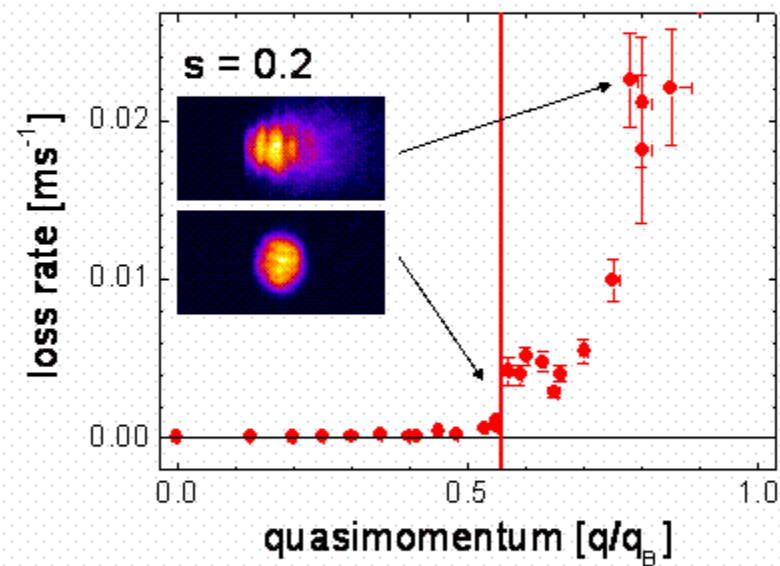 s = 0.2
0.02
0.01
0.00
loss rate [ms⁻¹]
0.0 0.5 1.0
quasimomentum [q/q_B]